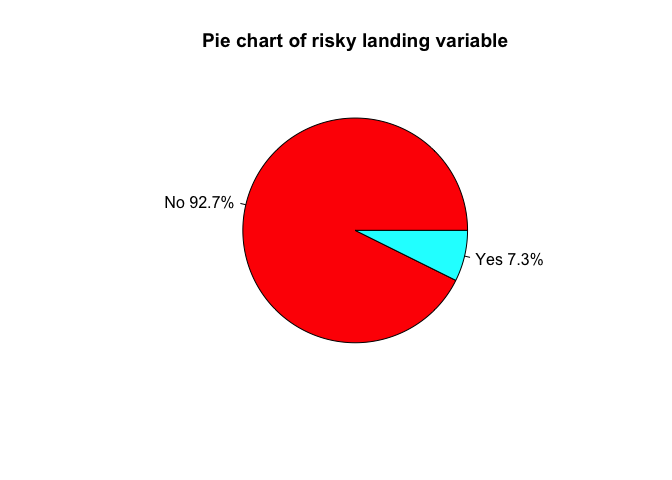 Pie chart of risky landing variable
No 92.7%
Yes 7.3%